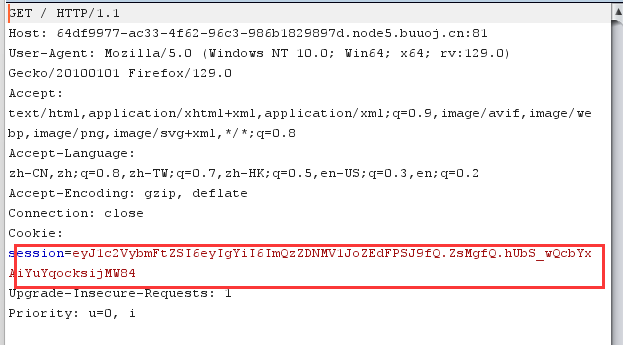 GET / HTTP/1.1
Host: 64df9977-ac33-4f62-96c3-986b1829897d.node5.buuoj.cn:81
User-Agent: Mozilla/5.0 (Windows NT 10.0; Win64; x64; rv:129.0)
Gecko/20100101 Firefox/129.0
Accept:
text/html,application/xhtml+xml,application/xml;q=0.9,image/avif,image/we
bp,image/png,image/svg+xml,*/*;q=0.8
Accept-Language:
zh-CN,zh;q=0.8,zh-TW;q=0.7,zh-HK;q=0.5,en-US;q=0.3,en;q=0.2
Accept-Encoding: gzip, deflate
Connection: close
Cookie:
session=eyJ1c2VybmFtZSI6eyIgYiI6ImQzZDNMV1JoZEdFPSJ9fQ.ZsMgfQ.hUbS_wQcbYx
AiYuYqocksijMW84
Upgrade-Insecure-Requests: 1
Priority: u=0, i